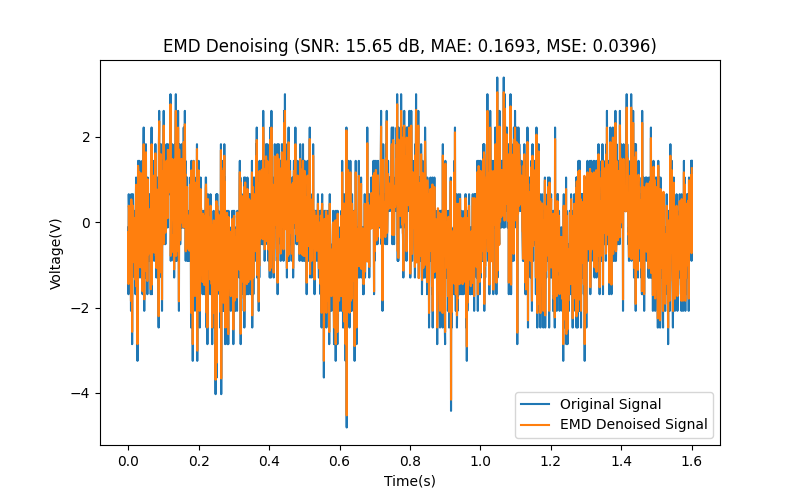 EMD Denoising (SNR: 15.65 dB, MAE: 0.1693, MSE: 0.0396)
2
0
−2
−4
Voltage(V)
Original Signal
EMD Denoised Signal
0.0 0.2 0.4 0.6 0.8 1.0 1.2 1.4 1.6
Time(s)